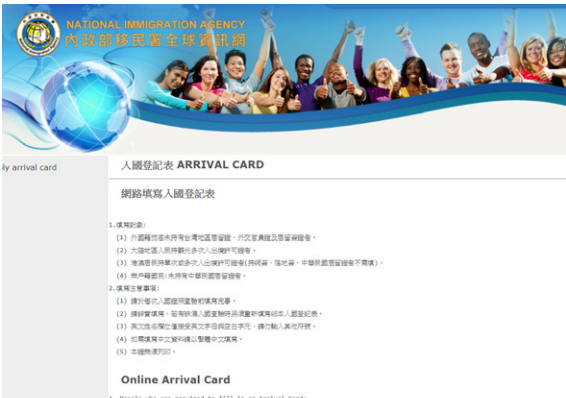 NATIONAL IMMIGRATION AGENCY
內政部移民署全球資訊網
ly arrival card
入國登記表 ARRIVAL CARD
網路填寫入國登記表
1.填寫對象:
(1) 外國籍旅客未持有台灣地區居留證、外交官員證及居留簽證者。
(2) 大陸地區人民持觀光多次入出境許可證者。
(3) 港澳居民持單次或多次入出境許可證者(持網簽、落地簽、中華民國居留證者不需填)。
(4) 無戶籍國民:未持有中華民國居留證者。
2.填寫注意事項:
(1) 請於每次入國證照查驗前填寫完畢。
(2) 請誠實填寫，若有缺漏入國查驗時另須重新填寫紙本入國登記表。
(3) 英文姓名欄位僅接受英文字母與空白字元，請勿輸入其他符號。
(4) 如需填寫中文資料請以繁體中文填寫。
(5) 本證無須列印。
Online Arrival Card